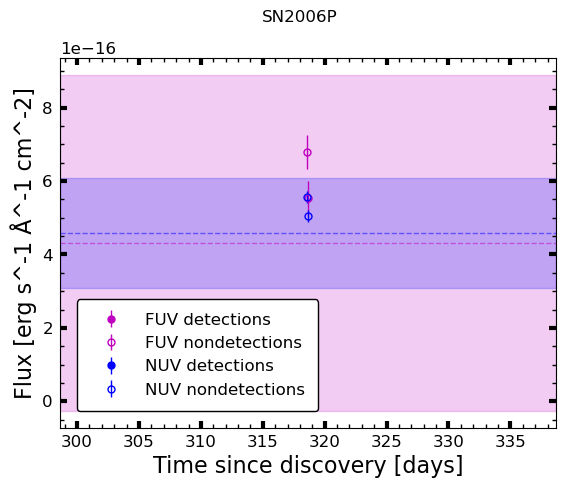 SN2006P
1e−16
Flux [erg s^-1 Å^-1 cm^-2]
8
6
4
2
0
FUV detections
FUV nondetections
NUV detections
NUV nondetections
300 305 310 315 320 325 330 335
Time since discovery [days]